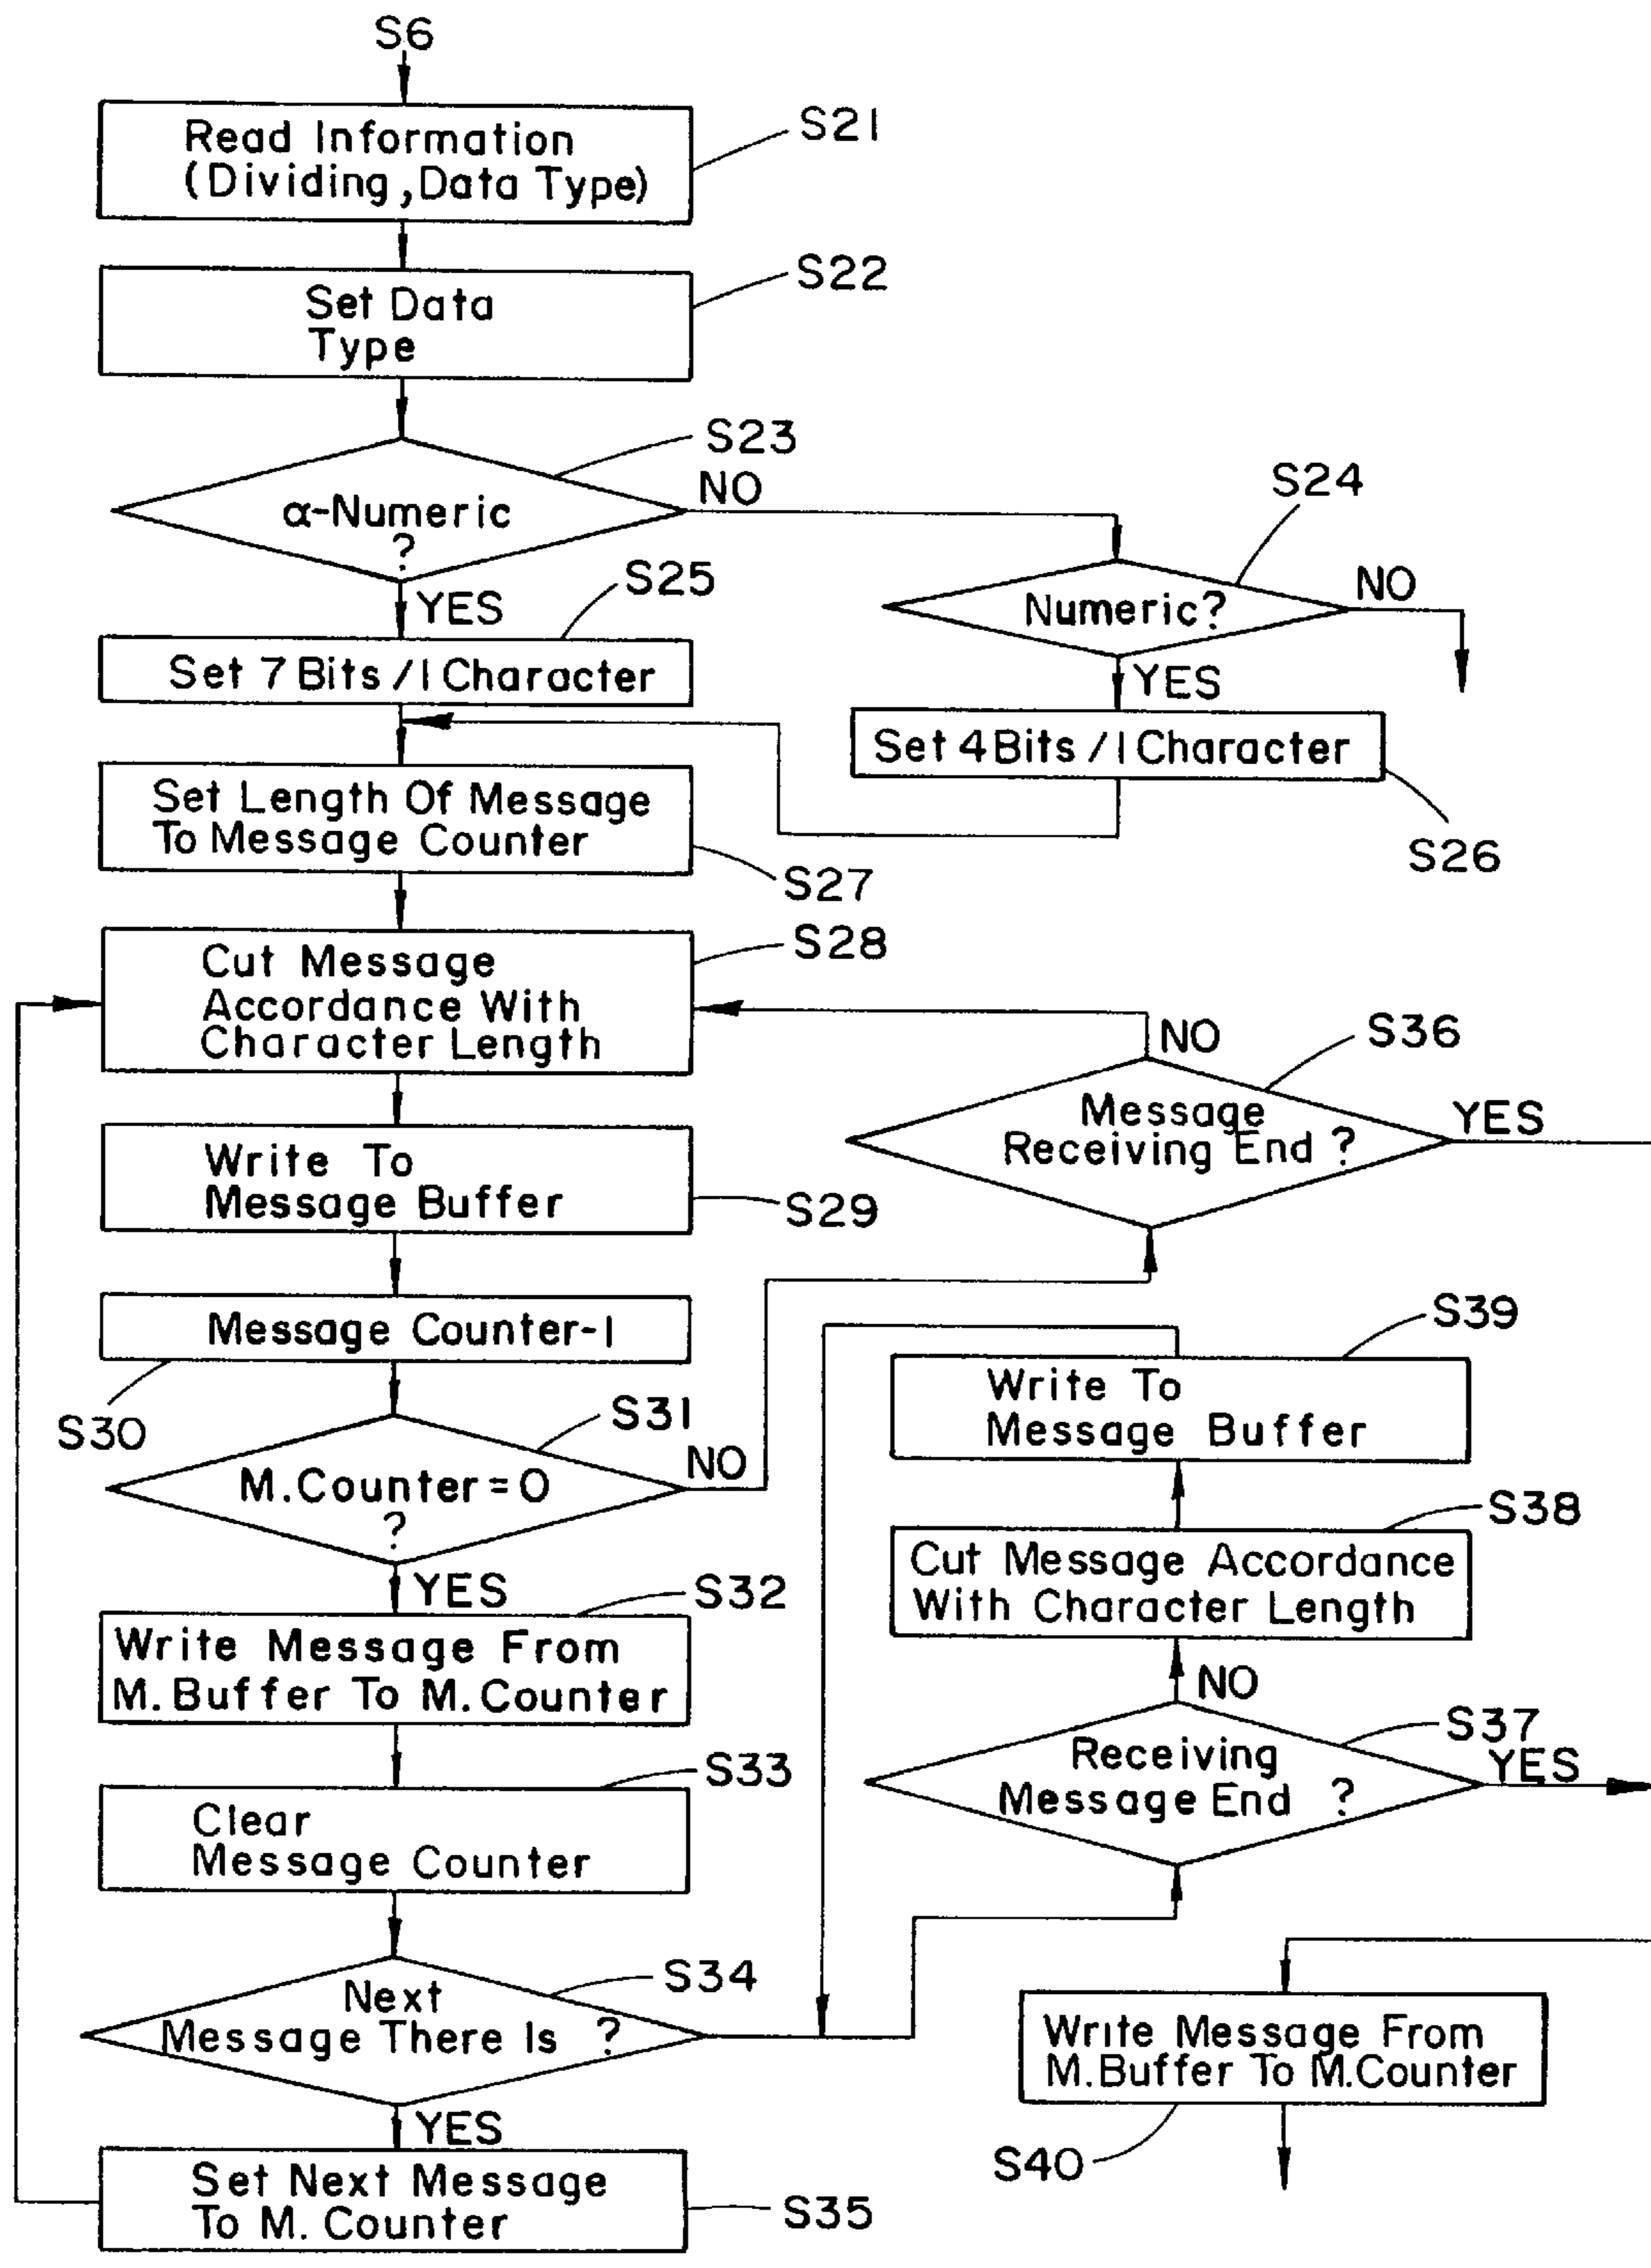 S6
Read Information
(Dividing,Data Type)
S21
Set Data
Type
S22
α-Numeric
?
S23
NO
YES
S24
Numeric?
NO
YES
S25
Set 7 Bits /1 Character
Set 4 Bits /1 Character
S26
Set Length Of Message
To Message Counter
S27
Cut Message
Accordance With
Character Length
S28
Write To
Message Buffer
S29
Message Counter-1
S30
M.Counter=0
?
S31
NO
YES
Message
Receiving End ?
S36
NO
YES
Write Message From
M.Buffer To M.Counter
S32
Clear
Message Counter
S33
Next
Message There Is ?
S34
YES
Set Next Message
To M. Counter
S35
Write To
Message Buffer
S39
Cut Message Accordance
With Character Length
S38
NO
Receiving
Message End ?
S37
YES
Write Message From
M.Buffer To M.Counter
S40